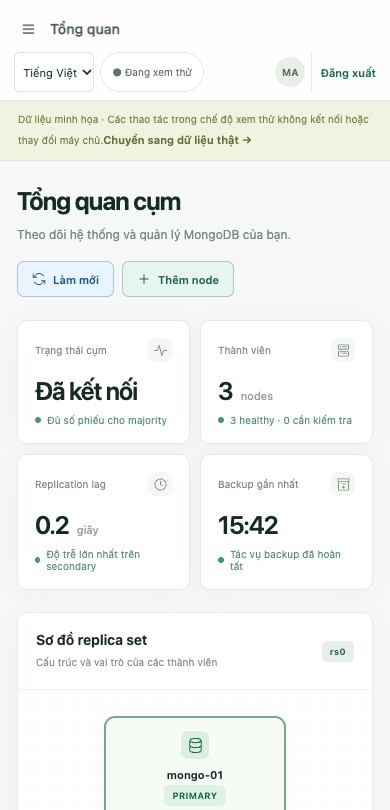 Tổng quan
Tiếng Việt
Đang xem thử
MA
Đăng xuất
Dữ liệu minh họa · Các thao tác trong chế độ xem thử không kết nối hoặc
thay đổi máy chủ.Chuyển sang dữ liệu thật →
Tổng quan cụm
Theo dõi hệ thống và quản lý MongoDB của bạn.
Làm mới
Thêm node
Trạng thái cụm
Đã kết nối
Đủ số phiếu cho majority
Thành viên
3 nodes
3 healthy · 0 cần kiểm tra
Replication lag
0.2 giây
Độ trễ lớn nhất trên
secondary
Backup gần nhất
15:42
Tác vụ backup đã hoàn
tất
Sơ đồ replica set
Cấu trúc và vai trò của các thành viên
rs0
mongo-01
PRIMARY